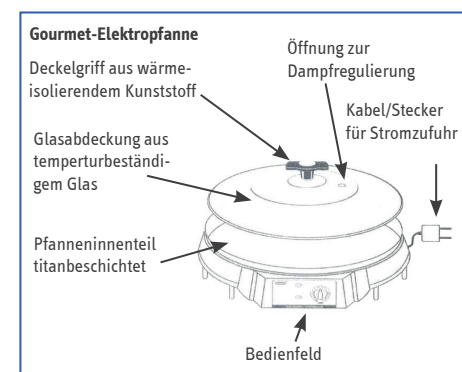 Gourmet-Elektropfanne
Deckelgriff aus wärme-
isolierendem Kunststoff
Öffnung zur
Dampfregulierung
Kabel/Stecker
für Stromzufuhr
Glasabdeckung aus
temperturbeständi-
gem Glas
Pfanneninnenteil
titanbeschichtet
Bedienfeld